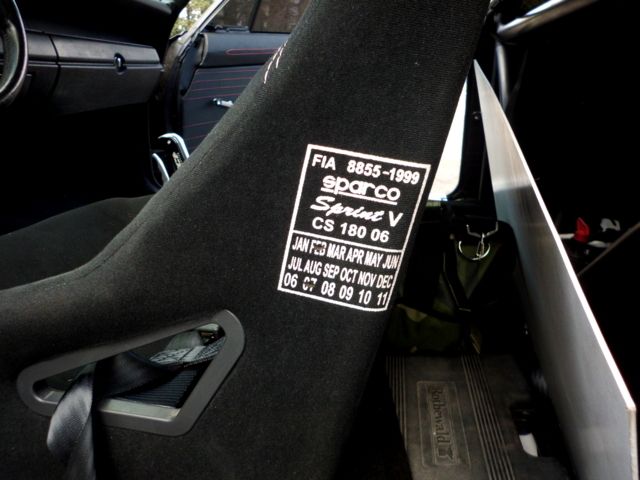 FIA 8855-1999
sparco
Sprint V
CS 180 06
JAN FEB MAR APR MAY JUN
JUL AUG SEP OCT NOV DEC
06 07 08 09 10 11